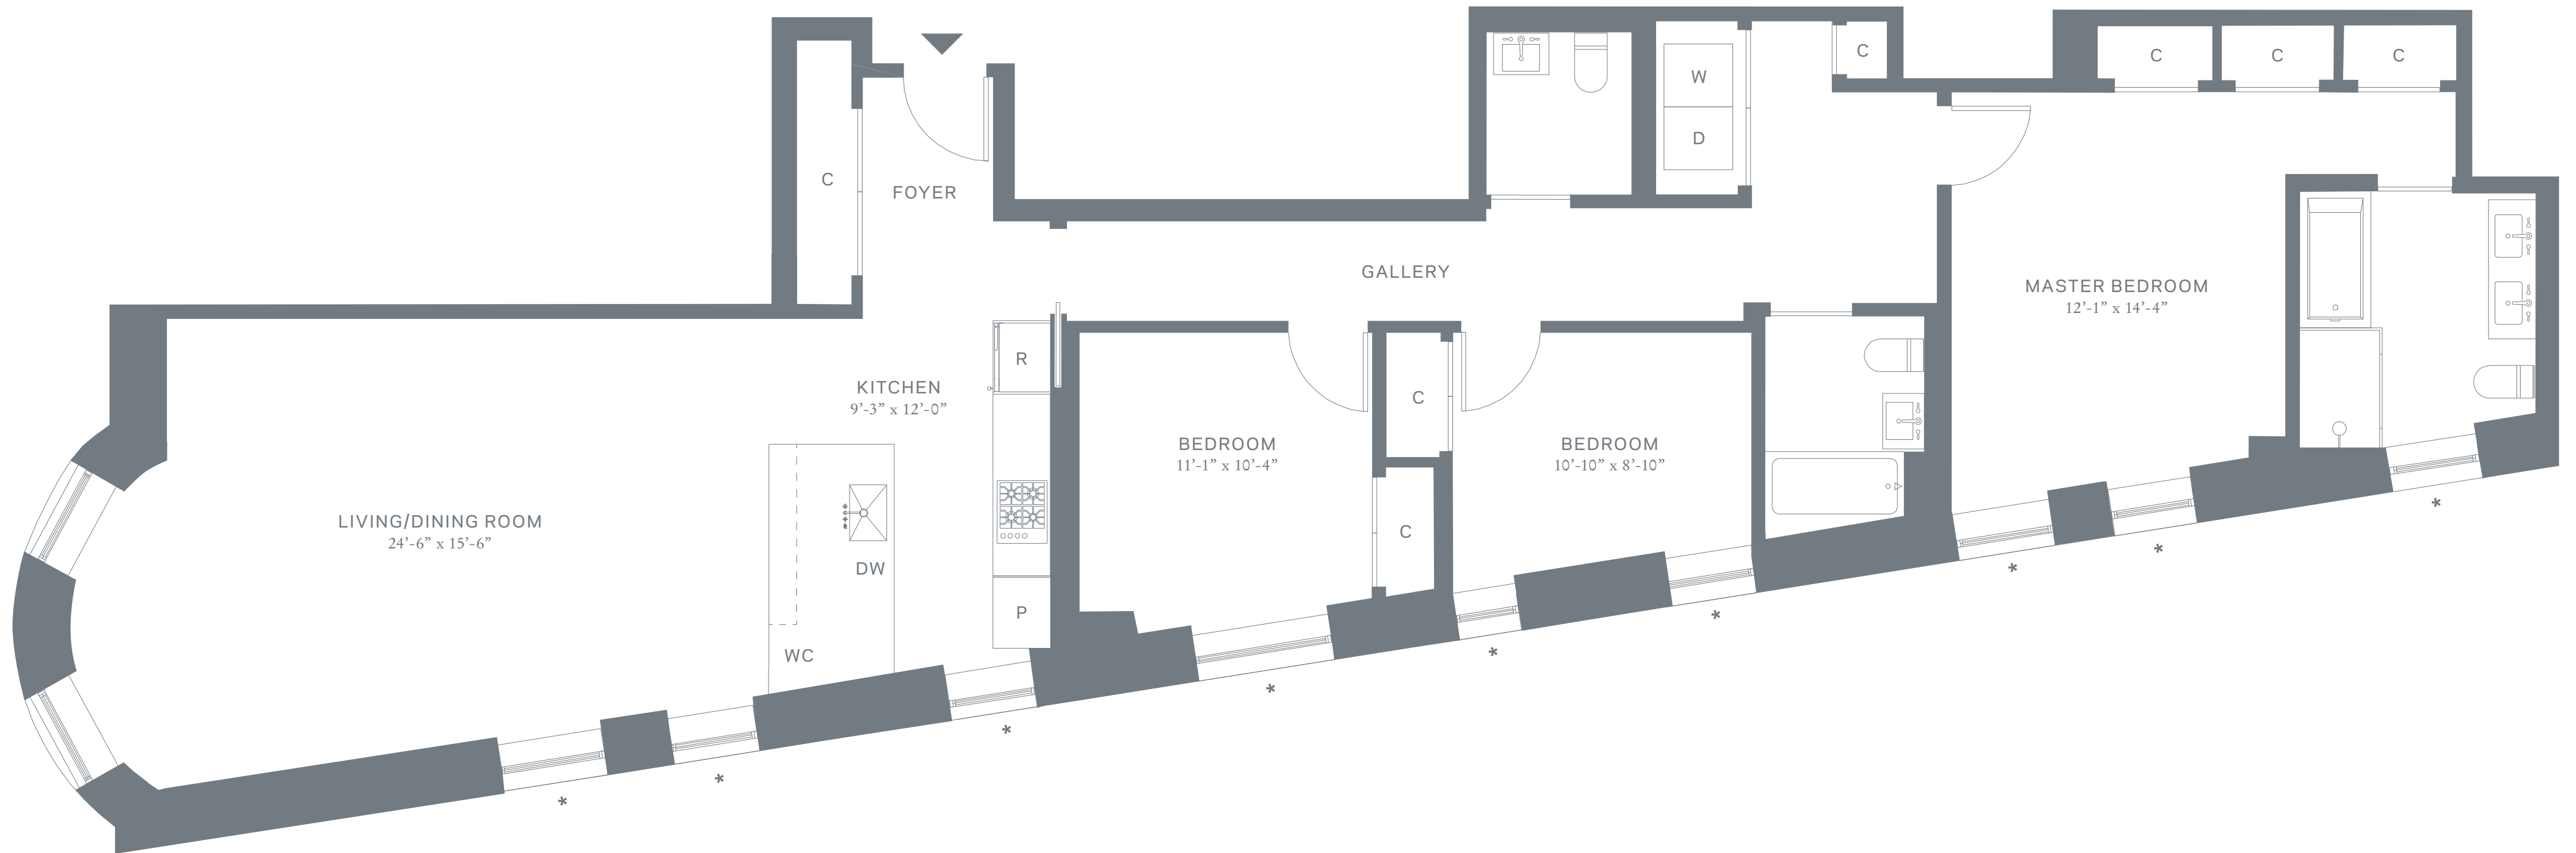 C
C
C
C
W
D
C
FOYER
GALLERY
MASTER BEDROOM
12’-1” x 14’-4”
R
KITCHEN
9’-3” x 12’-0”
C
BEDROOM
11’-1” x 10’-4”
BEDROOM
10’-10” x 8’-10”
LIVING/DINING ROOM
24’-6” x 15’-6”
C
DW
P
WC
*
*
*
*
*
*
*
*
*